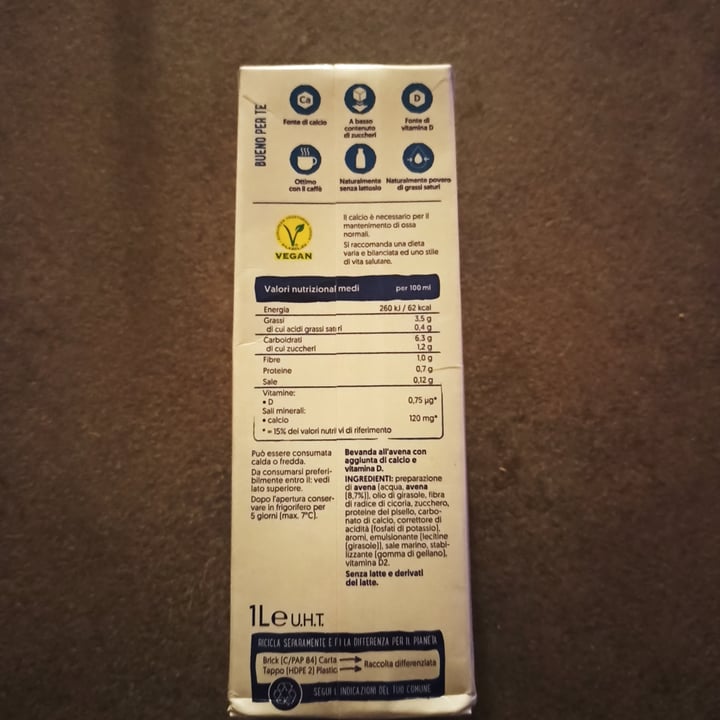 BUONO PER TE
Ca
D
Fonte di calcio
A basso
contenuto
di zuccheri
Fonte di
vitamina D
Ottimo
con il caffè
Naturalmente
senza lattosio
Naturalmente povero
di grassi saturi
VEGAN
Il calcio è necessario per il
mantenimento di ossa
normali.
Si raccomanda una dieta
varia e bilanciata ed uno stile
di vita salutare.
Valori nutrizional medi per 100 ml
Energia 260 kJ / 62 kcal
Grassi 3,5 g
di cui acidi grassi saturi 0,4 g
Carboidrati 6,3 g
di cui zuccheri 1,2 g
Fibre 1,0 g
Proteine 0,7 g
Sale 0,12 g
Vitamine:
• D 0,75 µg*
Sali minerali:
• calcio 120 mg*
* = 15% dei valori nutri vi di riferimento
Può essere consumata
calda o fredda.
Da consumarsi preferi-
bilmente entro il: vedi
lato superiore.
Dopo l'apertura conser-
vare in frigorifero per
5 giorni (max. 7°C).
Bevanda all'avena con
aggiunta di calcio e
vitamina D.
INGREDIENTI: preparazione
di avena (acqua, avena
(8,7%)), olio di girasole, fibra
di radice di cicoria, zucchero,
proteine del pisello, carbo-
nato di calcio, correttore di
acidità (fosfati di potassio),
aromi, emulsionante (lecitine
(girasole)), sale marino, stabi-
lizzante (gomma di gellano),
vitamina D2.
Senza latte e derivati
del latte.
1L e U.H.T.
RICICLA SEPARAMENTE E FI LA DIFFERENZA PER IL PIANETA
Brick (C/PAP 84) Carta
Tappo (HDPE 2) Plastic
Raccolta differenziata
SEGUI I INDICAZIONI DEL TUO COMUNE